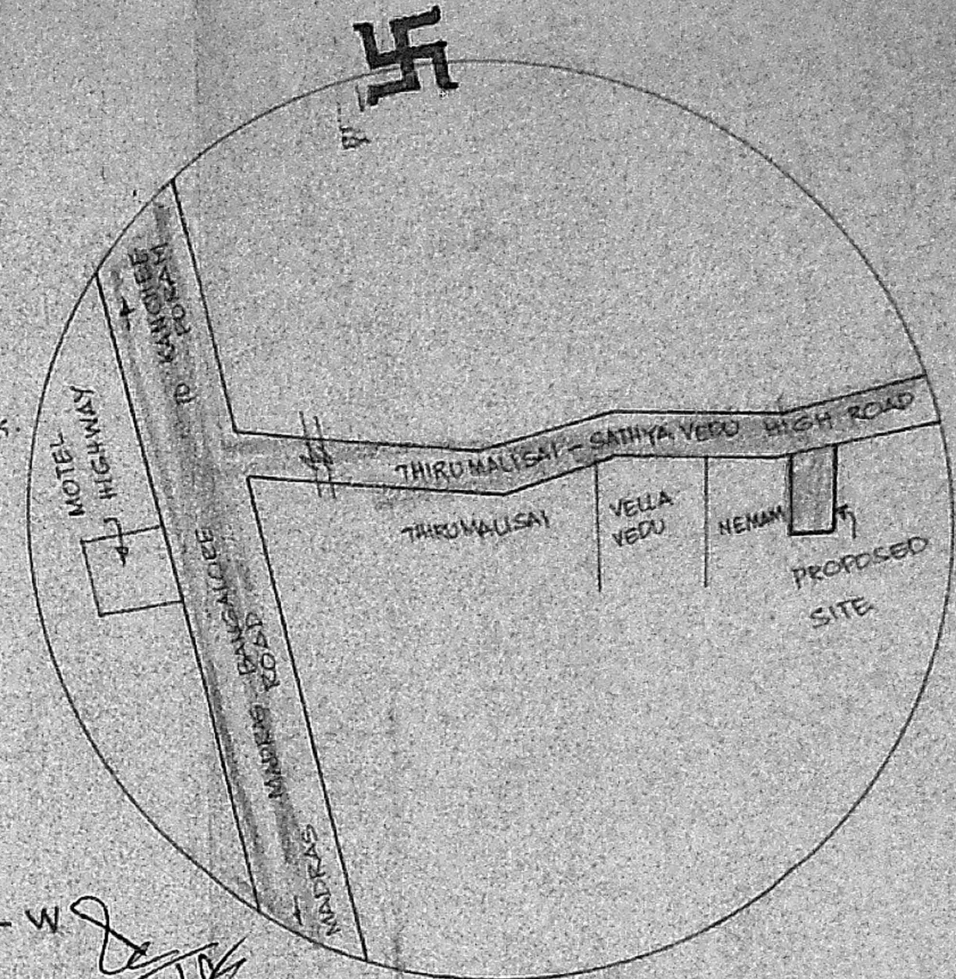 TO KANCHEE
PURAM
MOTEL
HIGHWAY
THIRUMALISAI - SATHYA VEDU HIGH ROAD
THIRUMALISAI
VELLA
VEDU
NEMAM
PROPOSED
SITE
MADRAS BANGALORE
ROAD
MADRAS
W